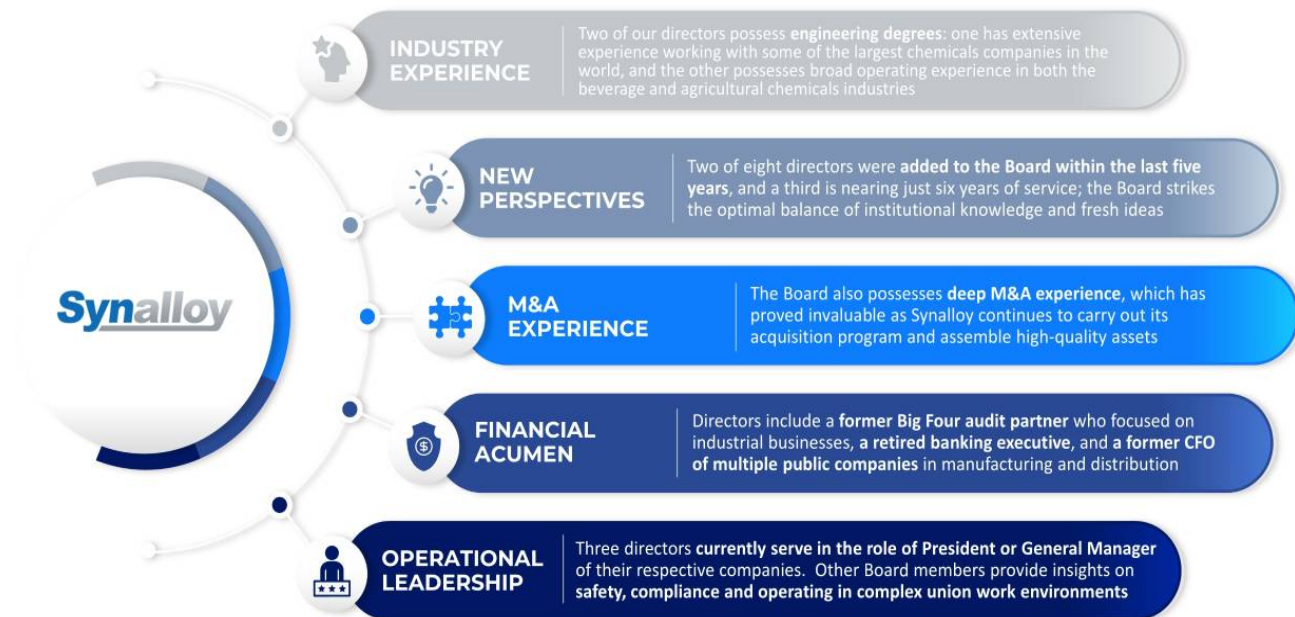 Synalloy
INDUSTRY
EXPERIENCE
Two of our directors possess engineering degrees: one has extensive
experience working with some of the largest chemicals companies in the
world, and the other possesses broad operating experience in both the
beverage and agricultural chemicals industries
NEW
PERSPECTIVES
Two of eight directors were added to the Board within the last five
years, and a third is nearing just six years of service; the Board strikes
the optimal balance of institutional knowledge and fresh ideas
M&A
EXPERIENCE
The Board also possesses deep M&A experience, which has
proved invaluable as Synalloy continues to carry out its
acquisition program and assemble high-quality assets
FINANCIAL
ACUMEN
Directors include a former Big Four audit partner who focused on
industrial businesses, a retired banking executive, and a former CFO
of multiple public companies in manufacturing and distribution
OPERATIONAL
LEADERSHIP
Three directors currently serve in the role of President or General Manager
of their respective companies. Other Board members provide insights on
safety, compliance and operating in complex union work environments